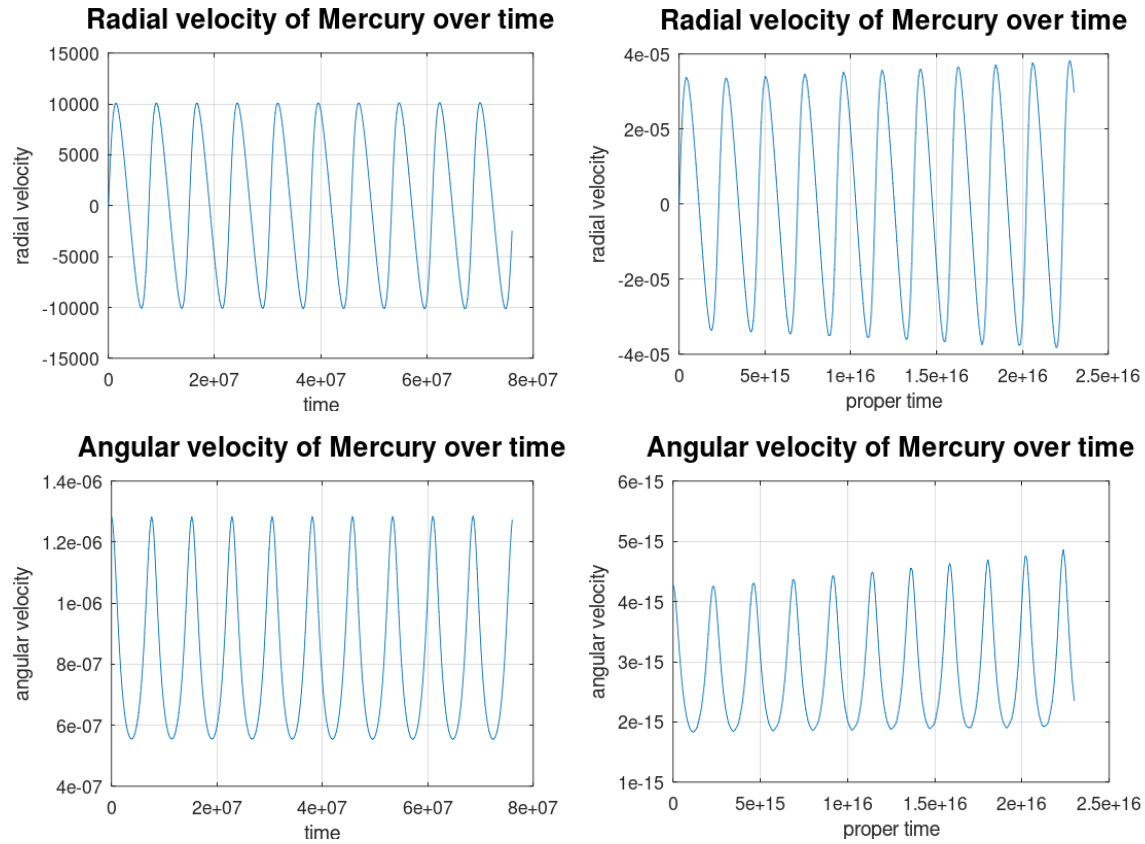 Radial velocity of Mercury over time
15000
10000
5000
0
-5000
-10000
-15000
radial velocity
0 2e+07 4e+07 6e+07 8e+07
time
Radial velocity of Mercury over time
4e-05
2e-05
0
-2e-05
-4e-05
radial velocity
0 5e+15 1e+16 1.5e+16 2e+16 2.5e+16
proper time
Angular velocity of Mercury over time
1.4e-06
1.2e-06
1e-06
8e-07
6e-07
4e-07
angular velocity
0 2e+07 4e+07 6e+07 8e+07
time
Angular velocity of Mercury over time
6e-15
5e-15
4e-15
3e-15
2e-15
1e-15
angular velocity
0 5e+15 1e+16 1.5e+16 2e+16 2.5e+16
proper time